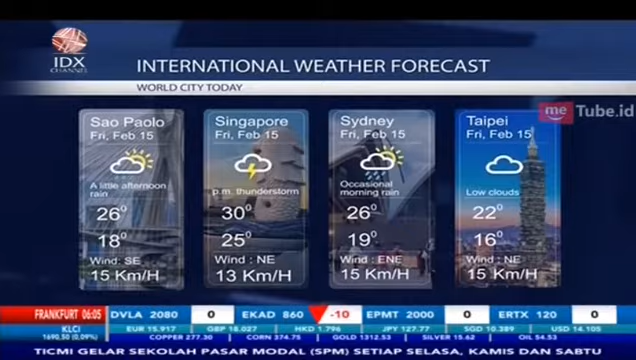 IDX
CHANNEL
INTERNATIONAL WEATHER FORECAST
WORLD CITY TODAY
me Tube.id
Sao Paolo
Fri, Feb 15
A little afternoon
rain
26°
18°
Wind: SE
15 Km/H
Singapore
Fri, Feb 15
p.m. thunderstorm
30°
25°
Wind : NE
13 Km/H
Sydney
Fri, Feb 15
Occasional
morning rain
26°
19°
Wind : ENE
15 Km/H
Taipei
Fri, Feb 15
Low clouds
22°
16°
Wind : NE
15 Km/H
FRANKFURT 06:05 DVLA 2080 0 EKAD 860 -10 EPMT 2000 0 ERTX 120 0
KLCI EUR 15.917 GBP 18.027 HKD 1.796 JPY 127.77 SGD 10.389 USD 14.105
1690,50 (0,09%) COPPER 277.30 CORN 374.75 GOLD 1312.53 SILVER 15.62 OIL 54.53
TICMI GELAR SEKOLAH PASAR MODAL (SPM) SETIAP SELASA, KAMIS DAN SABTU